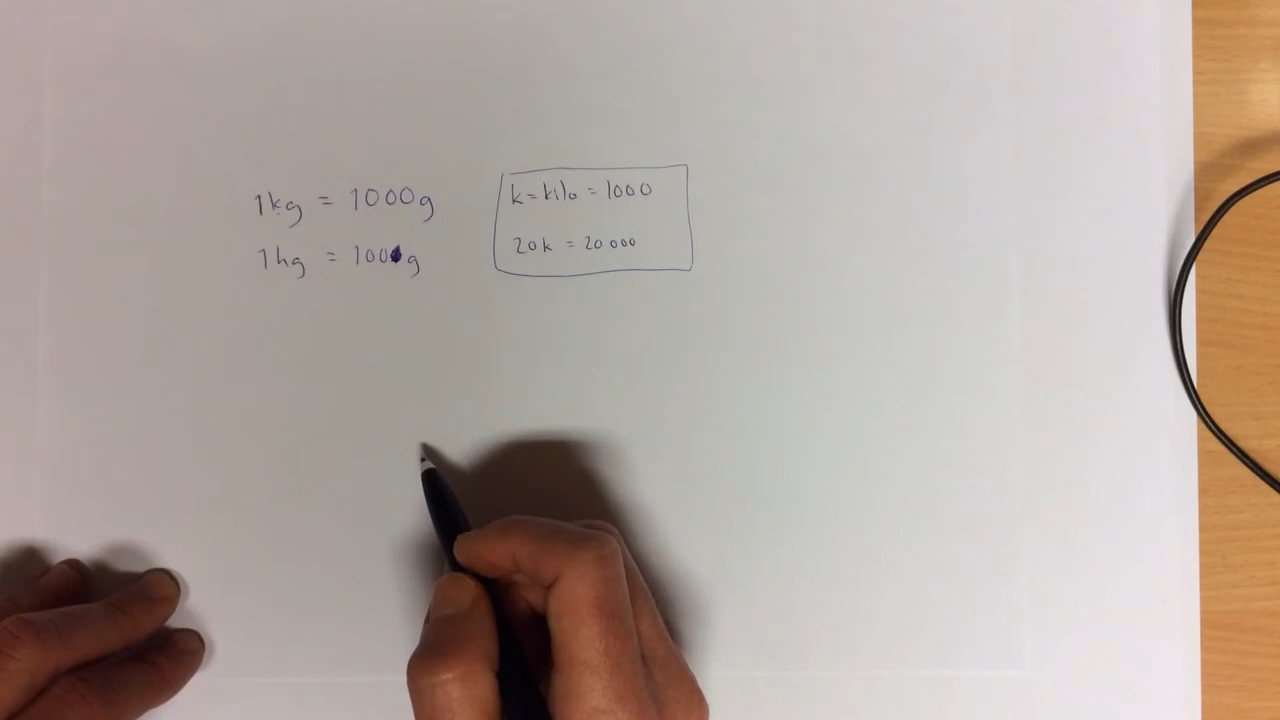 1kg = 1000g
1hg = 100g
k = kilo = 1000
20k = 20 000